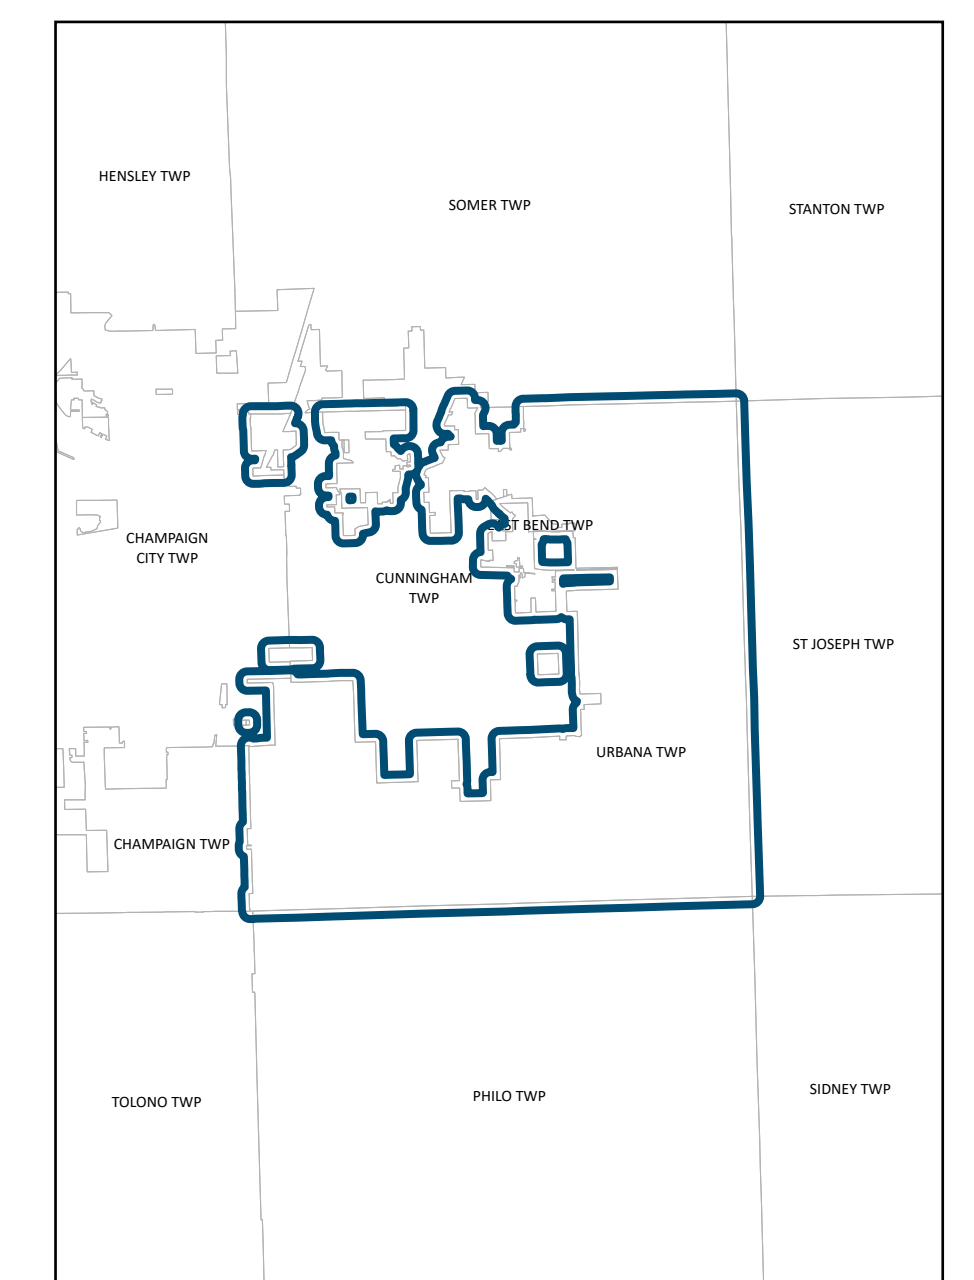 HENSLEY TWP
SOMER TWP
STANTON TWP
EAST BEND TWP
CHAMPAIGN
CITY TWP
CUNNINGHAM
TWP
ST JOSEPH TWP
URBANA TWP
CHAMPAIGN TWP
TOLONO TWP
PHILO TWP
SIDNEY TWP